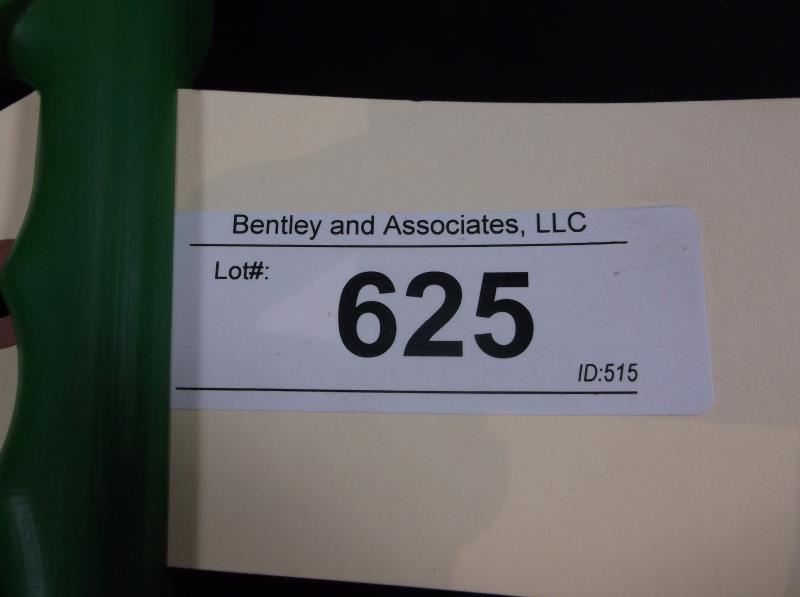 Bentley and Associates, LLC
Lot#:
625
ID:515